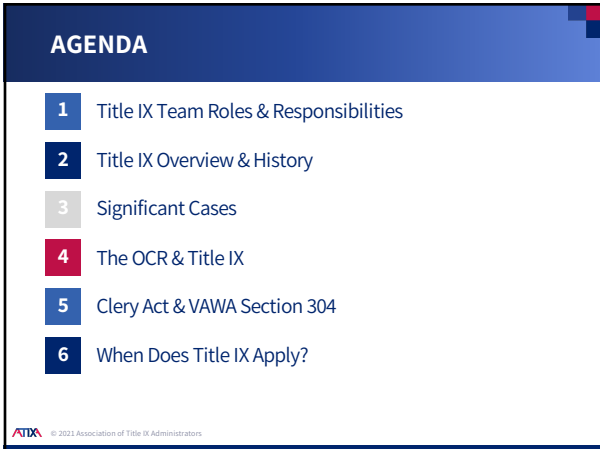 AGENDA
1 Title IX Team Roles & Responsibilities
2 Title IX Overview & History
3 Significant Cases
4 The OCR & Title IX
5 Clery Act & VAWA Section 304
6 When Does Title IX Apply?
ATIXA © 2021 Association of Title IX Administrators